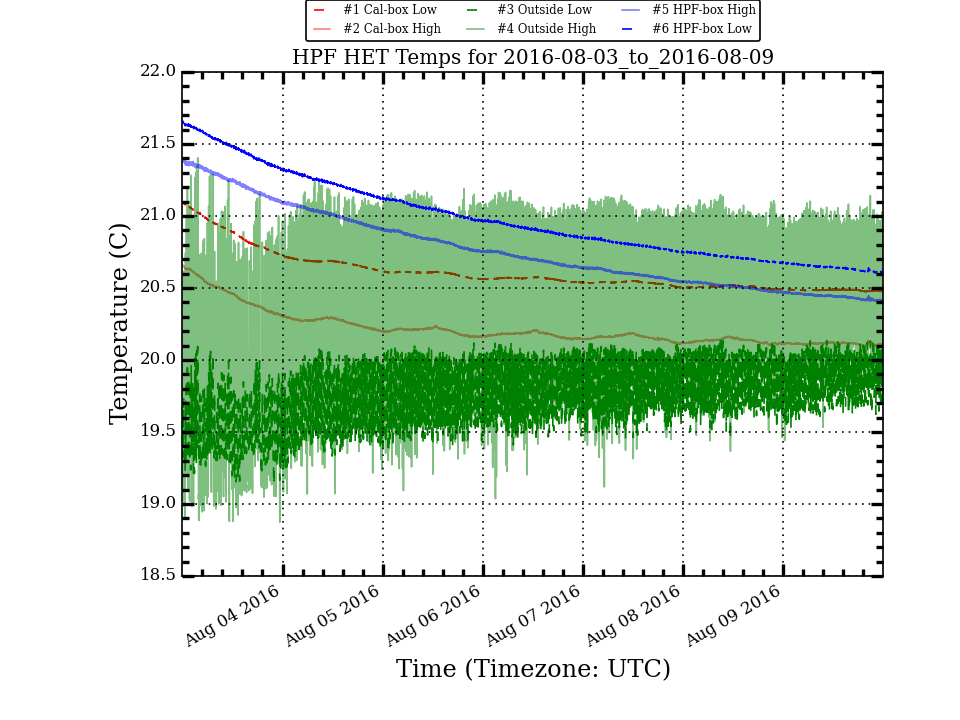 #1 Cal-box Low #3 Outside Low #5 HPF-box High
#2 Cal-box High #4 Outside High #6 HPF-box Low
HPF HET Temps for 2016-08-03_to_2016-08-09
22.0
21.5
21.0
20.5
20.0
19.5
19.0
18.5
Temperature (C)
Aug 04 2016 Aug 05 2016 Aug 06 2016 Aug 07 2016 Aug 08 2016 Aug 09 2016
Time (Timezone: UTC)